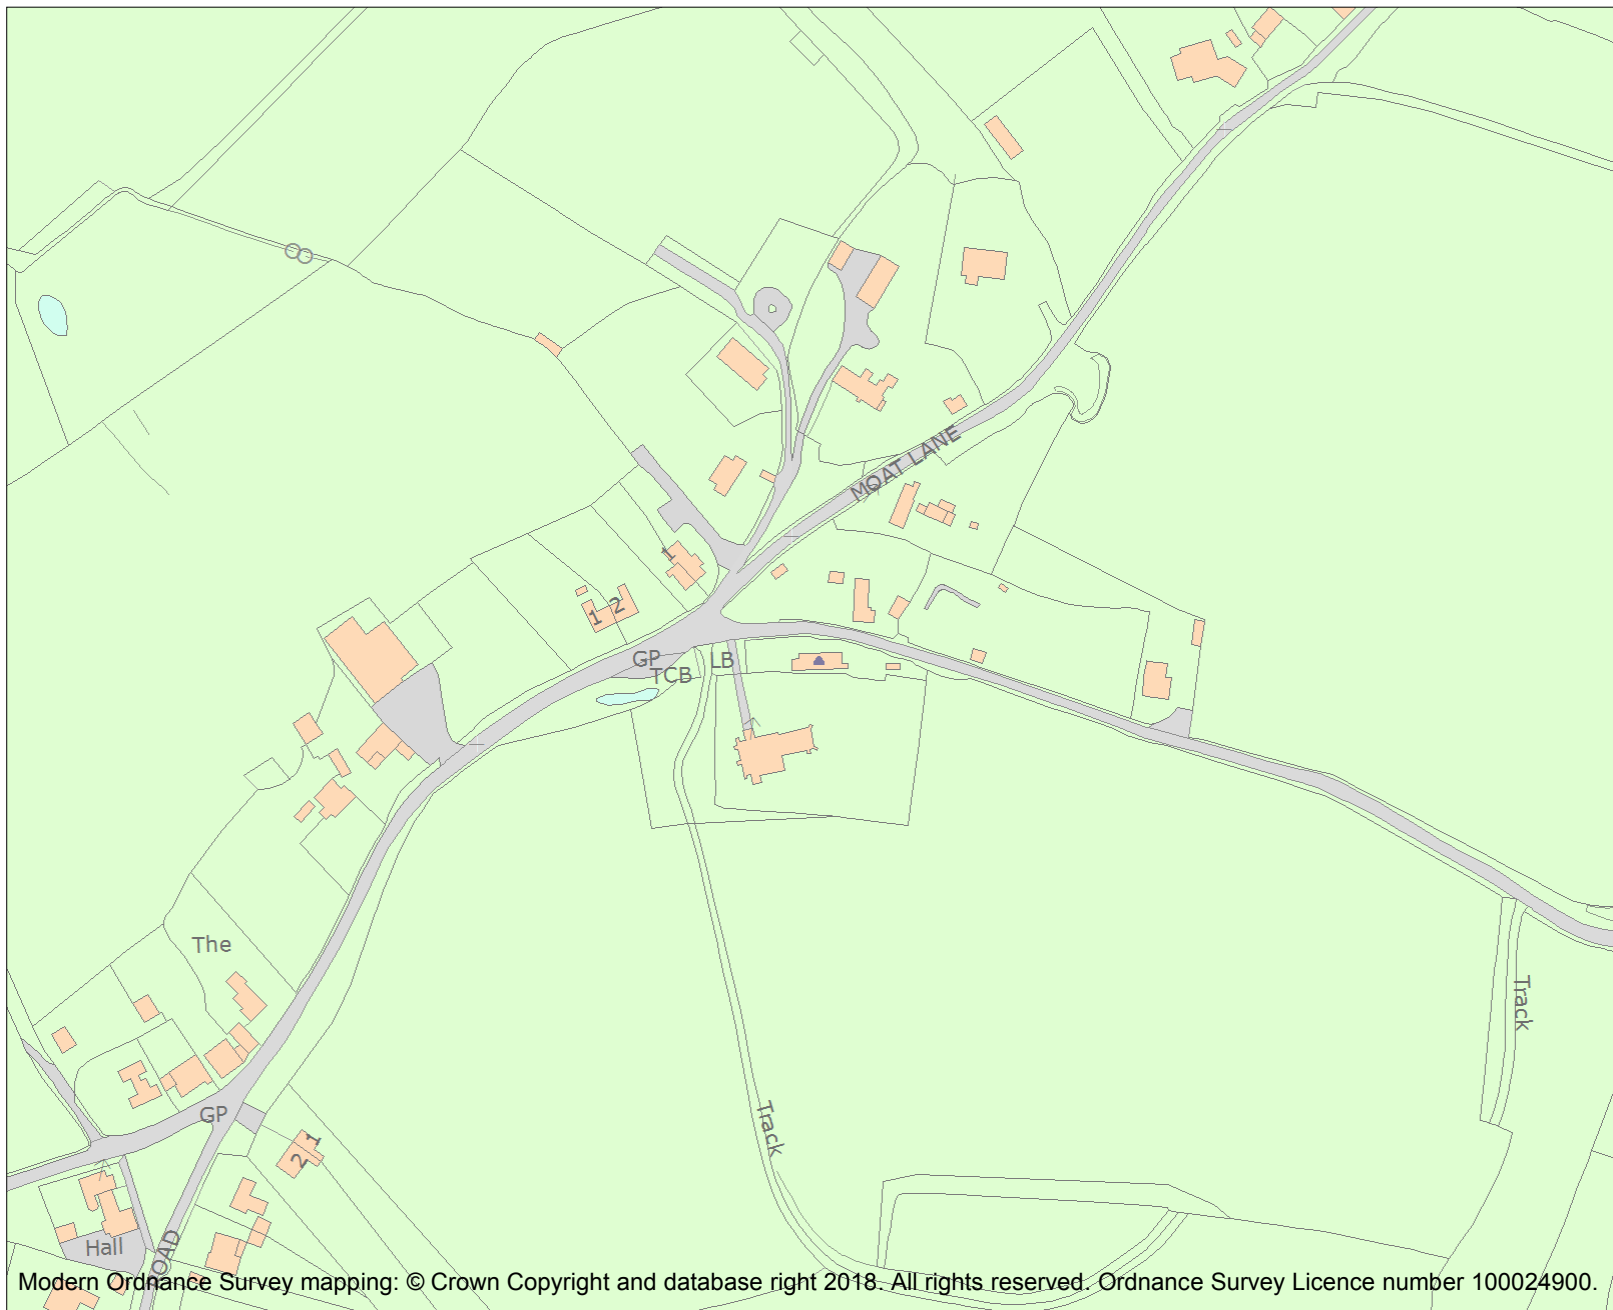 MOAT LANE
1
1 2
GP
LB
TCB
The
Track
Track
GP
1
2
Hall
OAD
Modern Ordnance Survey mapping: © Crown Copyright and database right 2018. All rights reserved. Ordnance Survey Licence number 100024900.